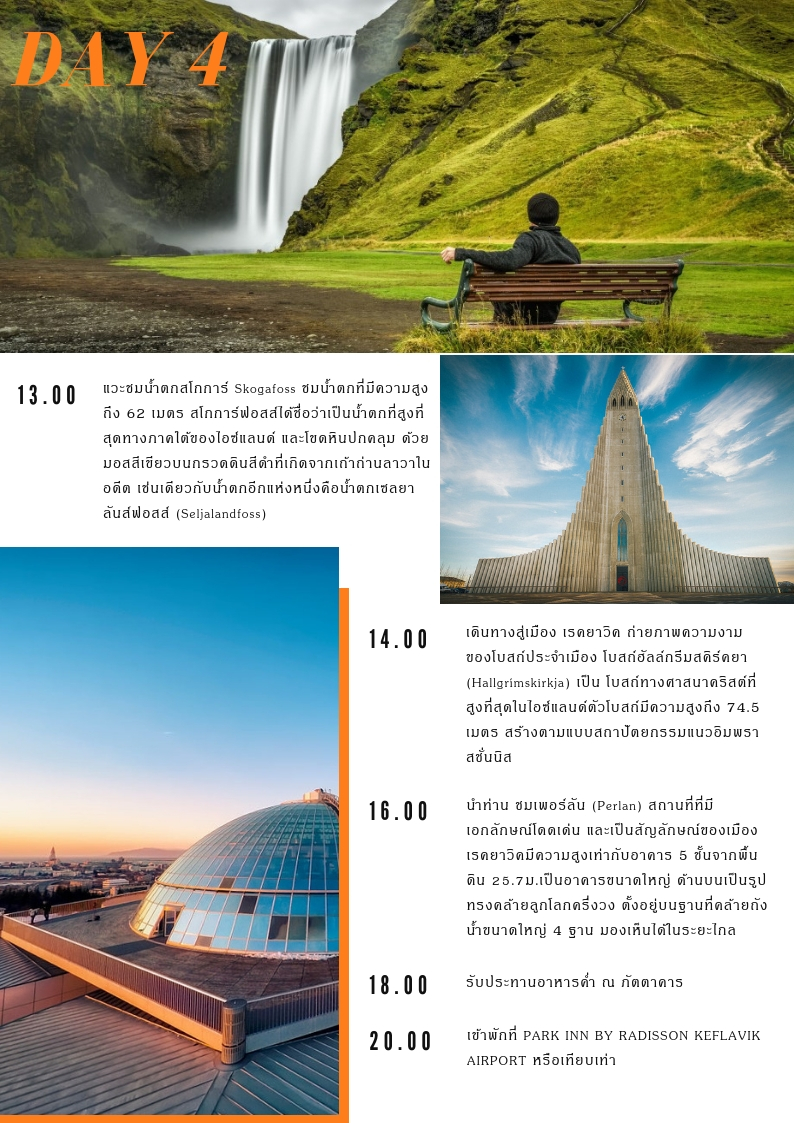 DAY 4
13.00
แวะชมน้ำตกสโกการ์ Skogafoss ชมน้ำตกที่มีความสูง
ถึง 62 เมตร สโกการ์ฟอสส์ได้ชื่อว่าเป็นน้ำตกที่สูงที่
สุดทางภาคใต้ของไอซ์แลนด์ และโขดหินปกคลุม ด้วย
มอสสีเขียวบนกรวดดินสีดำที่เกิดจากเถ้าถ่านลาวาใน
อดีต เช่นเดียวกับน้ำตกอีกแห่งหนึ่งคือน้ำตกเซลยา
ลันส์ฟอสส์ (Seljalandfoss)
14.00
เดินทางสู่เมือง เรคยาวิค ถ่ายภาพความงาม
ของโบสถ์ประจำเมือง โบสถ์ฮัลล์กรีมสคิร์คยา
(Hallgrimskirkja) เป็น โบสถ์ทางศาสนาคริสต์ที่
สูงที่สุดในไอซ์แลนด์ตัวโบสถ์มีความสูงถึง 74.5
เมตร สร้างตามแบบสถาปัตยกรรมแนวอิมพรา
สชั่นนิส
16.00
นำท่าน ชมเพอร์ลัน (Perlan) สถานที่ที่มี
เอกลักษณ์โดดเด่น และเป็นสัญลักษณ์ของเมือง
เรคยาวิคมีความสูงเท่ากับอาคาร 5 ชั้นจากพื้น
ดิน 25.7ม.เป็นอาคารขนาดใหญ่ ด้านบนเป็นรูป
ทรงคล้ายลูกโลกครึ่งวง ตั้งอยู่บนฐานที่คล้ายถัง
น้ำขนาดใหญ่ 4 ฐาน มองเห็นได้ในระยะไกล
18.00
รับประทานอาหารค่ำ ณ ภัตตาคาร
20.00
เข้าพักที่ PARK INN BY RADISSON KEFLAVIK
AIRPORT หรือเทียบเท่า